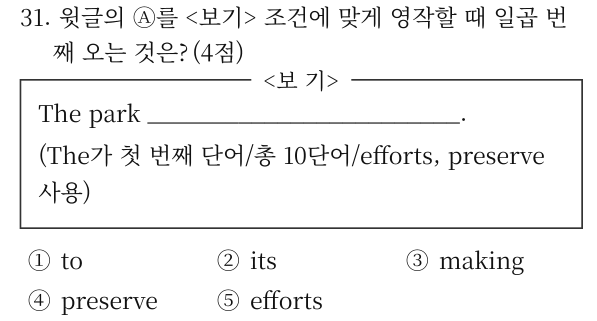 31. 윗글의 Ⓐ를 <보기> 조건에 맞게 영작할 때 일곱 번
째 오는 것은? (4점)
<보 기>
The park ______________________________.
(The가 첫 번째 단어/총 10단어/efforts, preserve
사용)
① to ② its ③ making
④ preserve ⑤ efforts